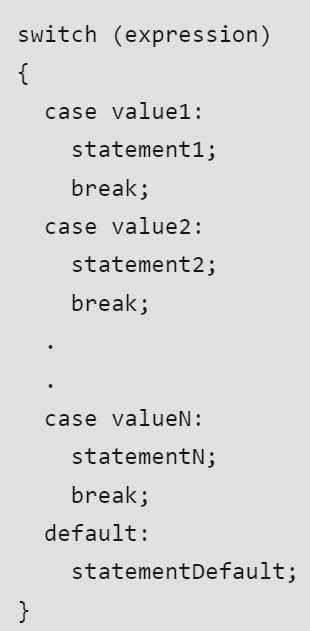 switch (expression)
{
  case value1:
    statement1;
    break;
  case value2:
    statement2;
    break;
  .
  .
  case valueN:
    statementN;
    break;
  default:
    statementDefault;
}